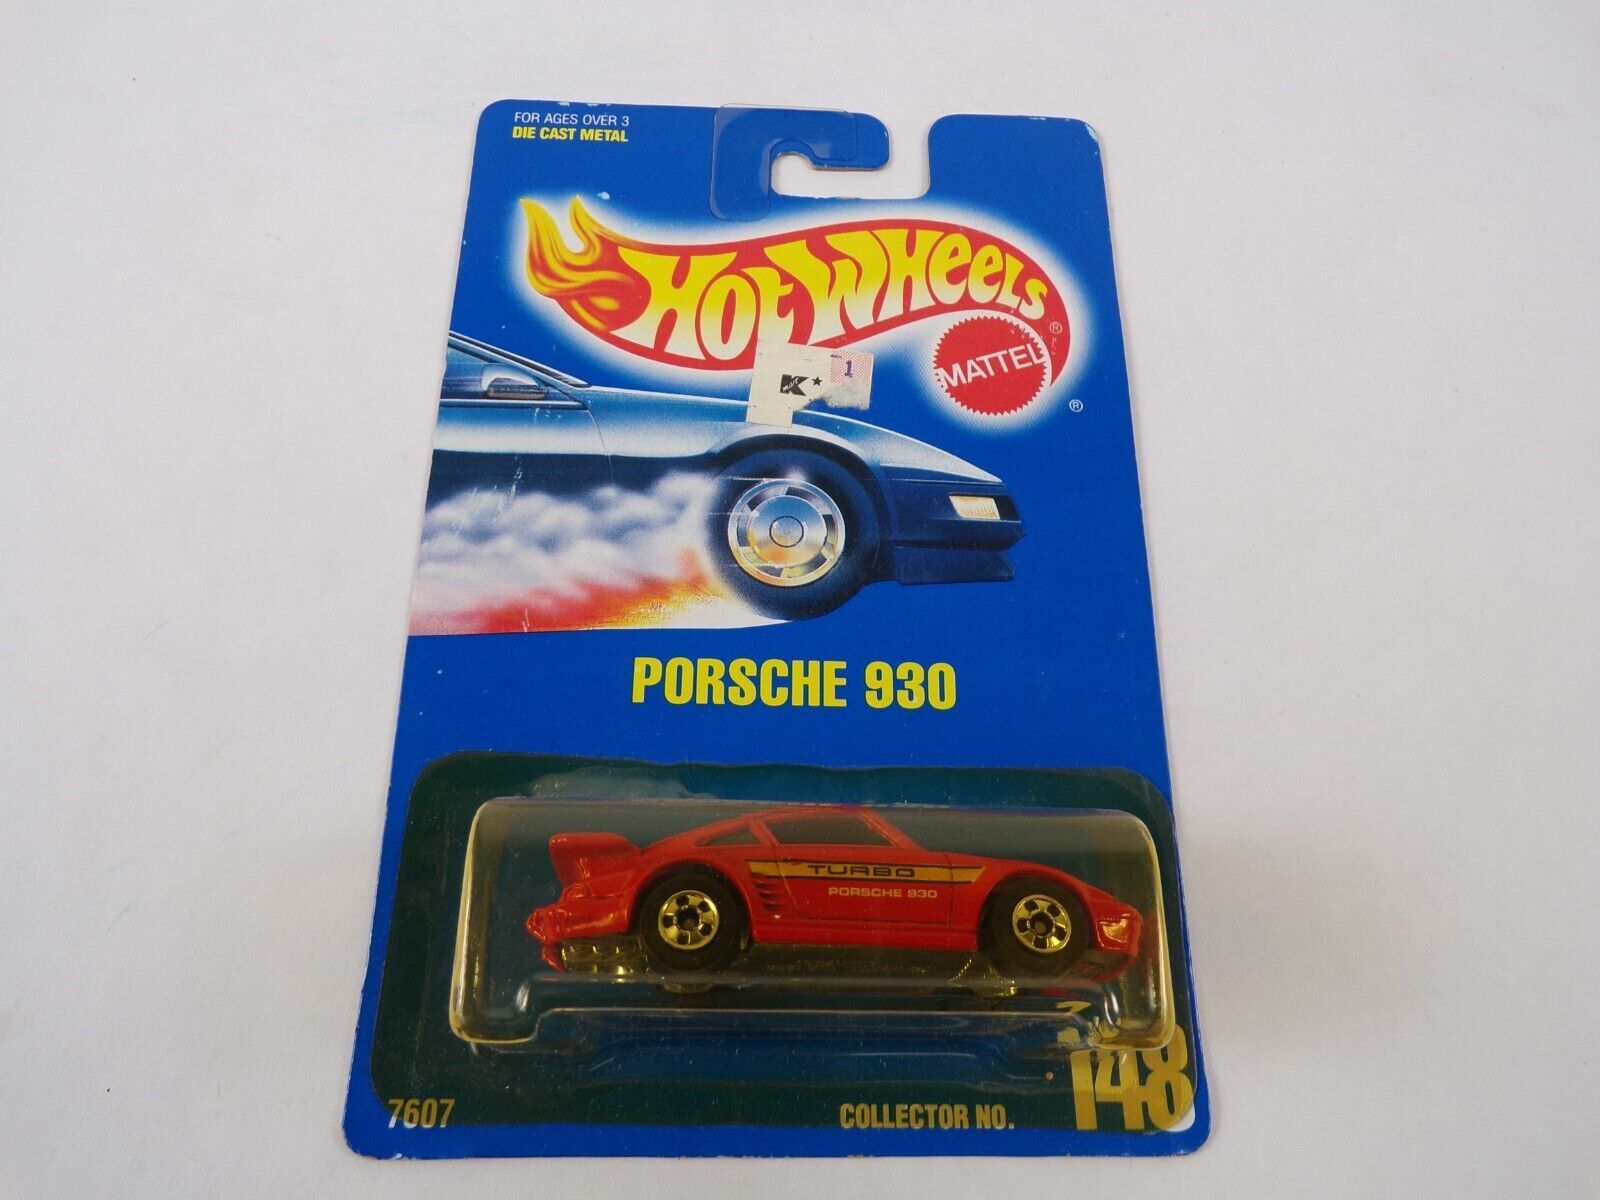 FOR AGES OVER 3
DIE CAST METAL
HOT WHEELS ®
MATTEL ®
Kmart
1
PORSCHE 930
TURBO
PORSCHE 930
7607
COLLECTOR NO. 148